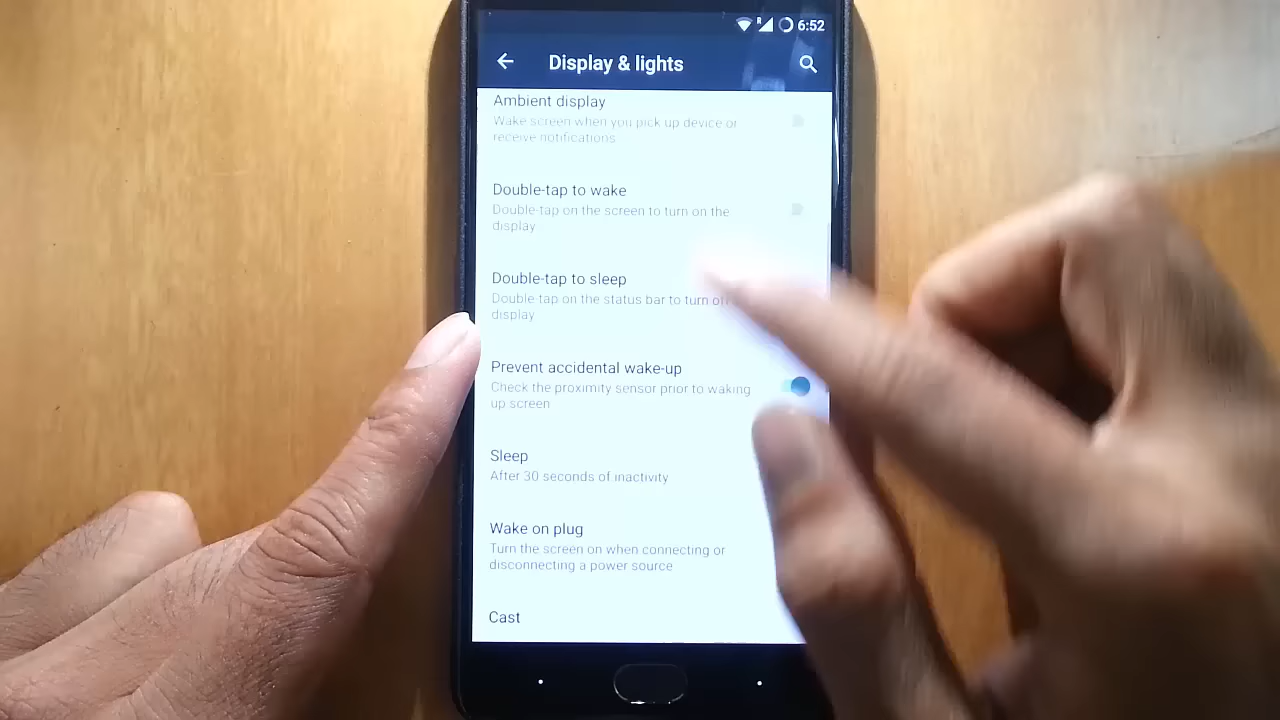 6:52
Display & lights
Ambient display
Wake screen when you pick up device or
receive notifications
Double-tap to wake
Double-tap on the screen to turn on the
display
Double-tap to sleep
Double tap on the status bar to turn off
display
Prevent accidental wake-up
Check the proximity sensor prior to waking
up screen
Sleep
After 30 seconds of inactivity
Wake on plug
Turn the screen on when connecting or
disconnecting a power source
Cast